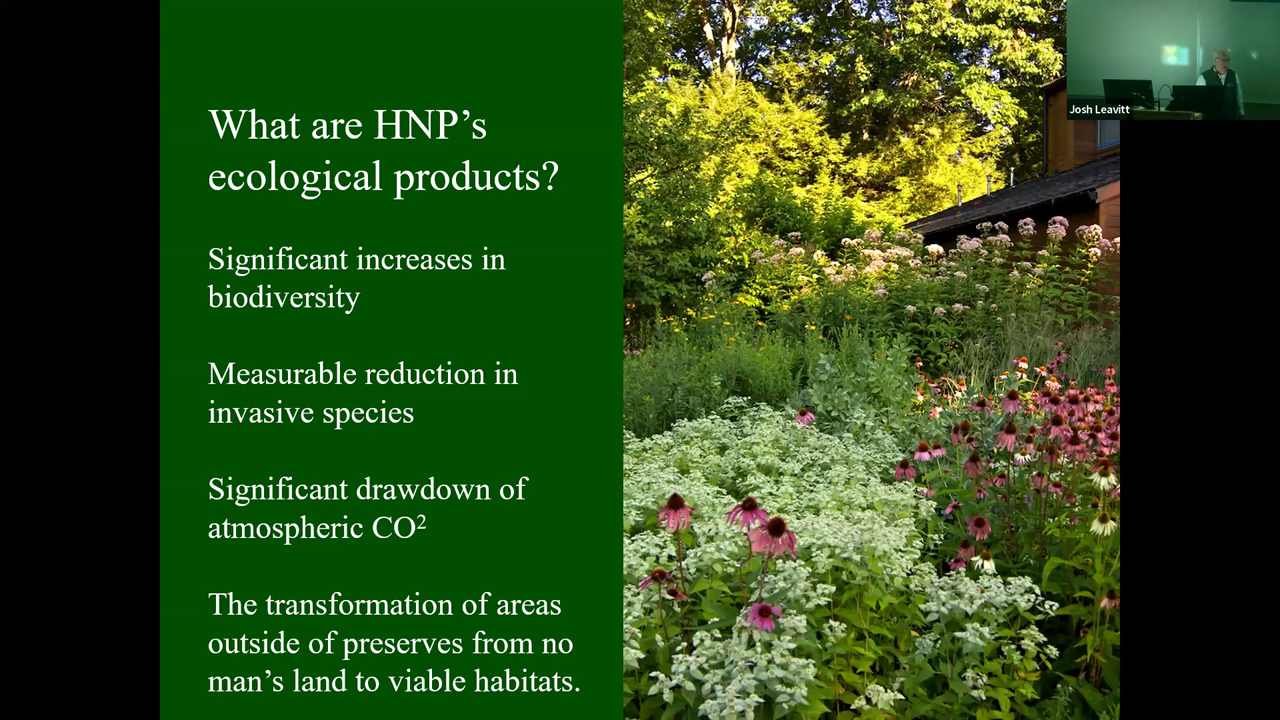 What are HNP's
ecological products?
Significant increases in
biodiversity
Measurable reduction in
invasive species
Significant drawdown of
atmospheric CO²
The transformation of areas
outside of preserves from no
man's land to viable habitats.
Josh Leavitt